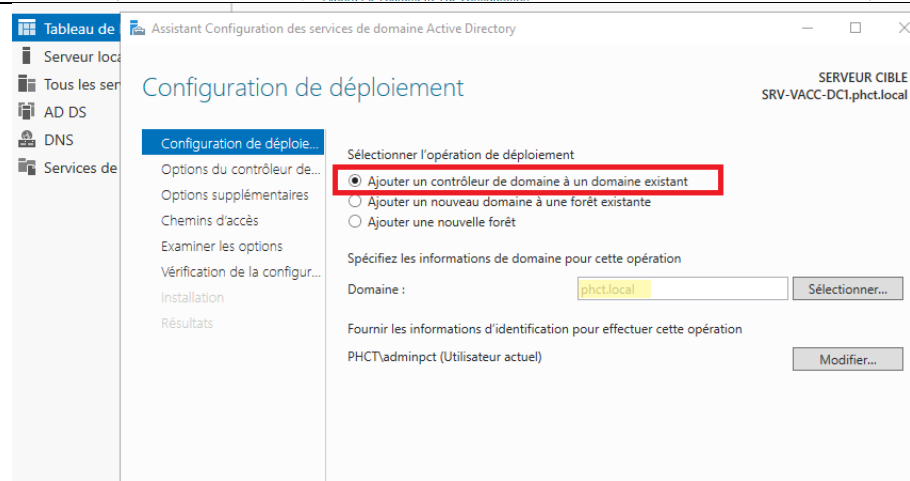 Tableau de
Assistant Configuration des services de domaine Active Directory
Serveur loca
Tous les ser
AD DS
DNS
Services de
Configuration de déploiement
SERVEUR CIBLE
SRV-VACC-DC1.phct.local
Configuration de déploie...
Options du contrôleur de...
Options supplémentaires
Chemins d'accès
Examiner les options
Vérification de la configur...
Installation
Résultats
Sélectionner l'opération de déploiement
Ajouter un contrôleur de domaine à un domaine existant
Ajouter un nouveau domaine à une forêt existante
Ajouter une nouvelle forêt
Spécifiez les informations de domaine pour cette opération
Domaine :
phct.local
Sélectionner...
Fournir les informations d'identification pour effectuer cette opération
PHCT\adminpct (Utilisateur actuel)
Modifier...